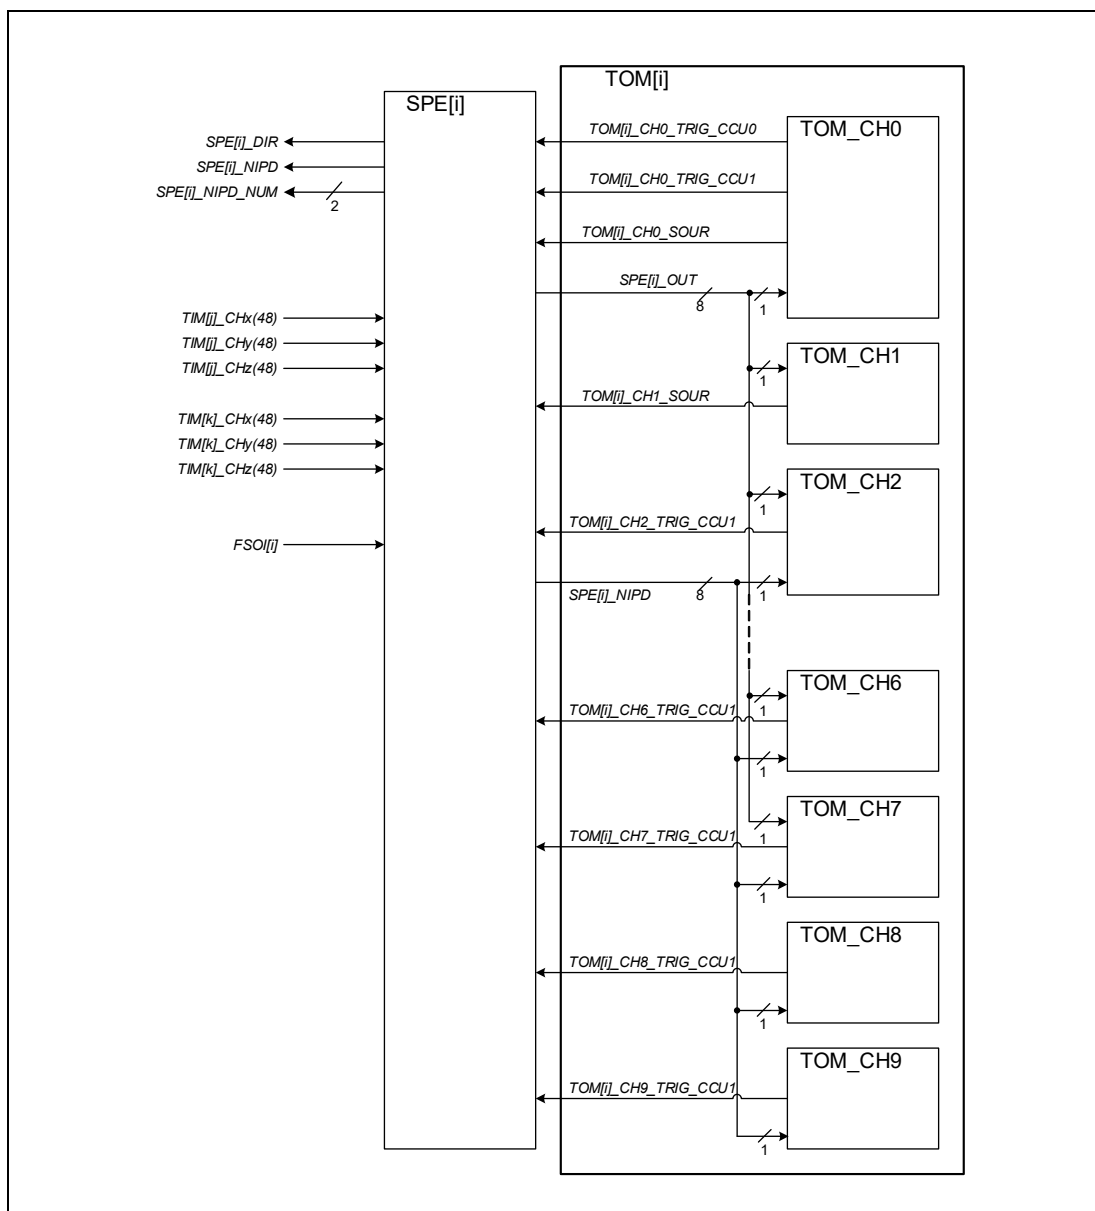 TOM[i]
SPE[i]
TOM[i]_CH0_TRIG_CCU0
TOM_CH0
SPE[i]_DIR
SPE[i]_NIPD
TOM[i]_CH0_TRIG_CCU1
SPE[i]_NIPD_NUM
2
TOM[i]_CH0_SOUR
SPE[i]_OUT
8
1
TIM[j]_CHx(48)
TIM[j]_CHy(48)
TOM_CH1
TIM[j]_CHz(48)
1
TOM[i]_CH1_SOUR
TIM[k]_CHx(48)
TIM[k]_CHy(48)
TIM[k]_CHz(48)
TOM_CH2
1
TOM[i]_CH2_TRIG_CCU1
FSOI[i]
SPE[i]_NIPD
8
1
TOM_CH6
1
TOM[i]_CH6_TRIG_CCU1
1
TOM_CH7
1
TOM[i]_CH7_TRIG_CCU1
1
TOM_CH8
TOM[i]_CH8_TRIG_CCU1
1
TOM_CH9
TOM[i]_CH9_TRIG_CCU1
1